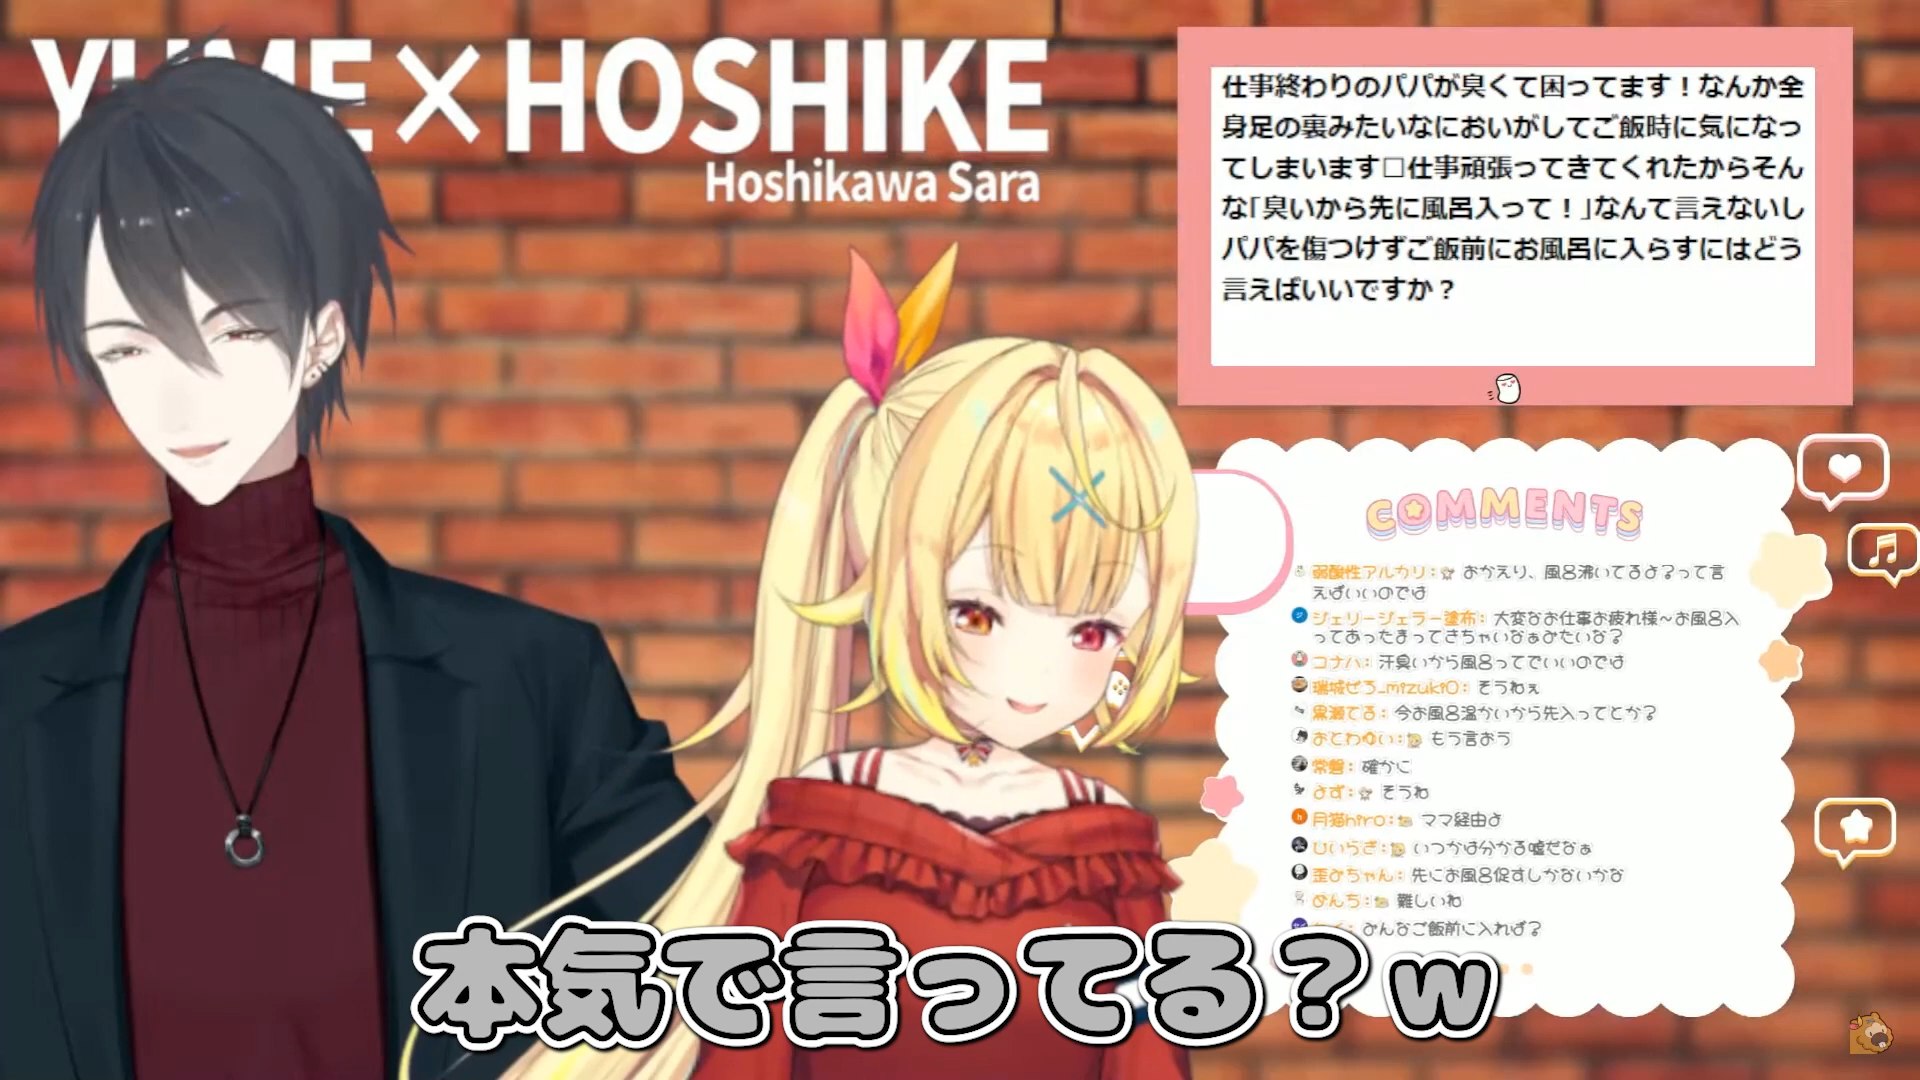 YUME×HOSHIKE
Hoshikawa Sara
仕事終わりのパパが臭くて困ってます！なんか全
身足の裏みたいなにおいがしてご飯時に気になっ
てしまいます□仕事頑張ってきてくれたからそん
な「臭いから先に風呂入って！」なんて言えないし
パパを傷つけずご飯前にお風呂に入らすにはどう
言えばいいですか？
COMMENTS
弱酸性アルカリ: おかえり、風呂沸いてるよ？って言
えばいいのでは
ジェリージェラー塗布: 大変なお仕事お疲れ様～お風呂入
ってあったまってきちゃいなぁみたいな？
コナハ: 汗臭いから風呂ってでいいのでは
瑞城ぜろ_mizuki0: そうねぇ
黒瀬てる: 今お風呂温かいから先入ってとか？
おとわゆい: もう言おう
常磐: 確かに
よず: そうね
月猫hiro: ママ経由よ
ひいらぎ: いつかは分かる嘘だなぁ
歪みちゃん: 先にお風呂促すしかないかな
めんち: 難しいね
みんなご飯前に入れば？
本気で言ってる？w